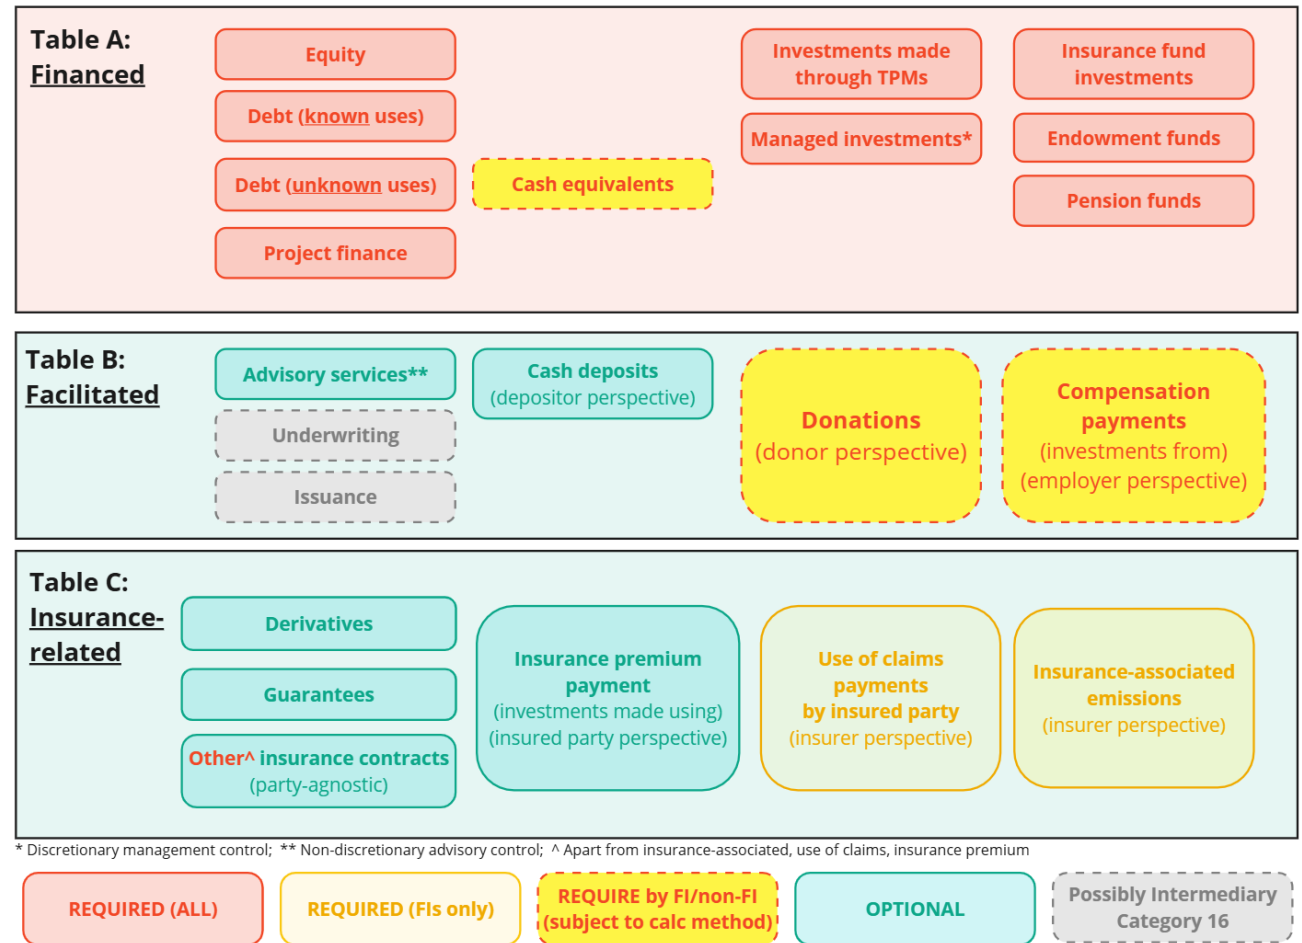 Table A:
Financed
Equity
Debt (known uses)
Debt (unknown uses)
Project finance
Cash equivalents
Investments made
through TPMs
Managed investments*
Insurance fund
investments
Endowment funds
Pension funds
Table B:
Facilitated
Advisory services**
Underwriting
Issuance
Cash deposits
(depositor perspective)
Donations
(donor perspective)
Compensation
payments
(investments from)
(employer perspective)
Table C:
Insurance-
related
Derivatives
Guarantees
Other^ insurance contracts
(party-agnostic)
Insurance premium
payment
(investments made using)
(insured party perspective)
Use of claims
payments
by insured party
(insurer perspective)
Insurance-associated
emissions
(insurer perspective)
* Discretionary management control;  ** Non-discretionary advisory control;  ^ Apart from insurance-associated, use of claims, insurance premium
REQUIRED (ALL)
REQUIRED (FIs only)
REQUIRE by FI/non-FI
(subject to calc method)
OPTIONAL
Possibly Intermediary
Category 16